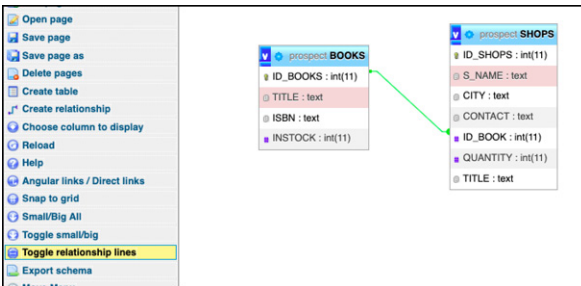 Open page
Save page
Save page as
Delete pages
Create table
Create relationship
Choose column to display
Reload
Help
Angular links / Direct links
Snap to grid
Small/Big All
Toggle small/big
Toggle relationship lines
Export schema
v prospect BOOKS
ID_BOOKS : int(11)
TITLE : text
ISBN : text
INSTOCK : int(11)
v prospect SHOPS
ID_SHOPS : int(11)
S_NAME : text
CITY : text
CONTACT : text
ID_BOOK : int(11)
QUANTITY : int(11)
TITLE : text